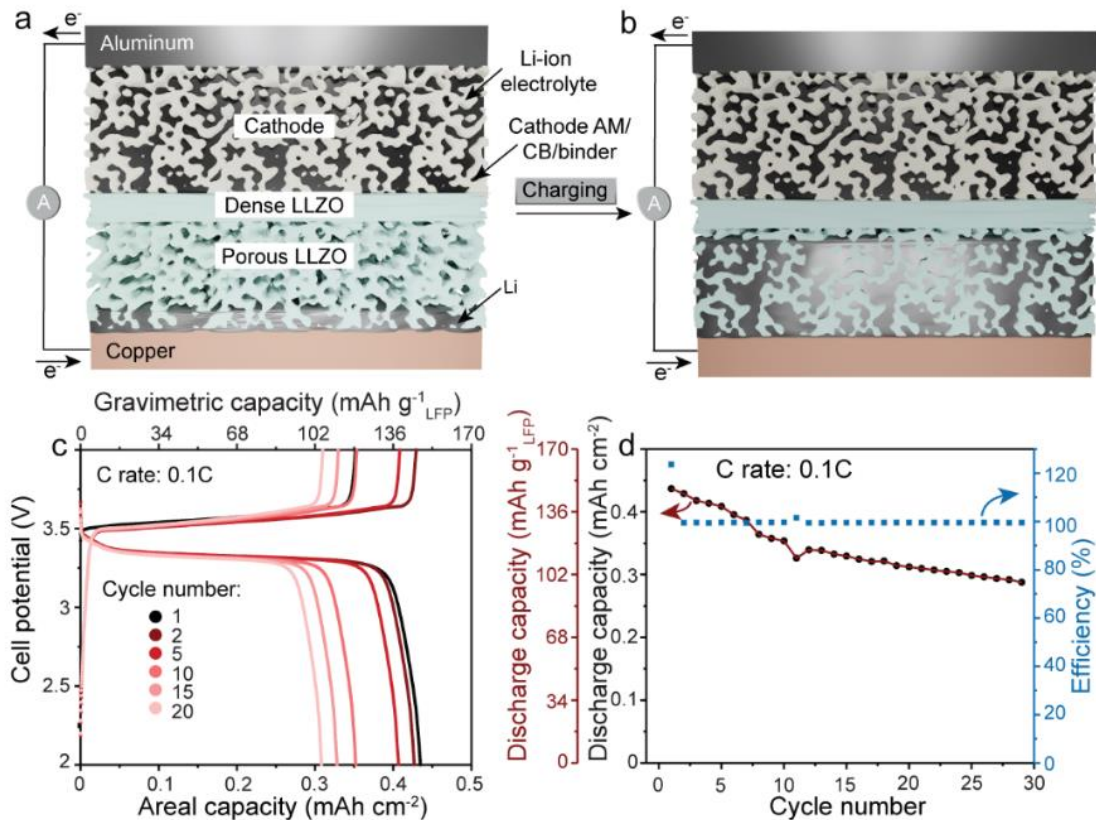 a
e-
Aluminum
Li-ion
electrolyte
Cathode
Cathode AM/
CB/binder
Dense LLZO
A
Porous LLZO
Li
Copper
e-
Charging
b
e-
A
e-
Gravimetric capacity (mAh g-1LFP)
0 34 68 102 136 170
c
C rate: 0.1C
Cell potential (V)
3.5
3
2.5
2
Cycle number:
1
2
5
10
15
20
0 0.1 0.2 0.3 0.4 0.5
Areal capacity (mAh cm-2)
Discharge capacity (mAh g-1LFP)
170
136
102
68
34
0
Discharge capacity (mAh cm-2)
0.4
0.3
0.2
0.1
0
d
C rate: 0.1C
120
100
80
60
40
20
0
Efficiency (%)
0 5 10 15 20 25 30
Cycle number